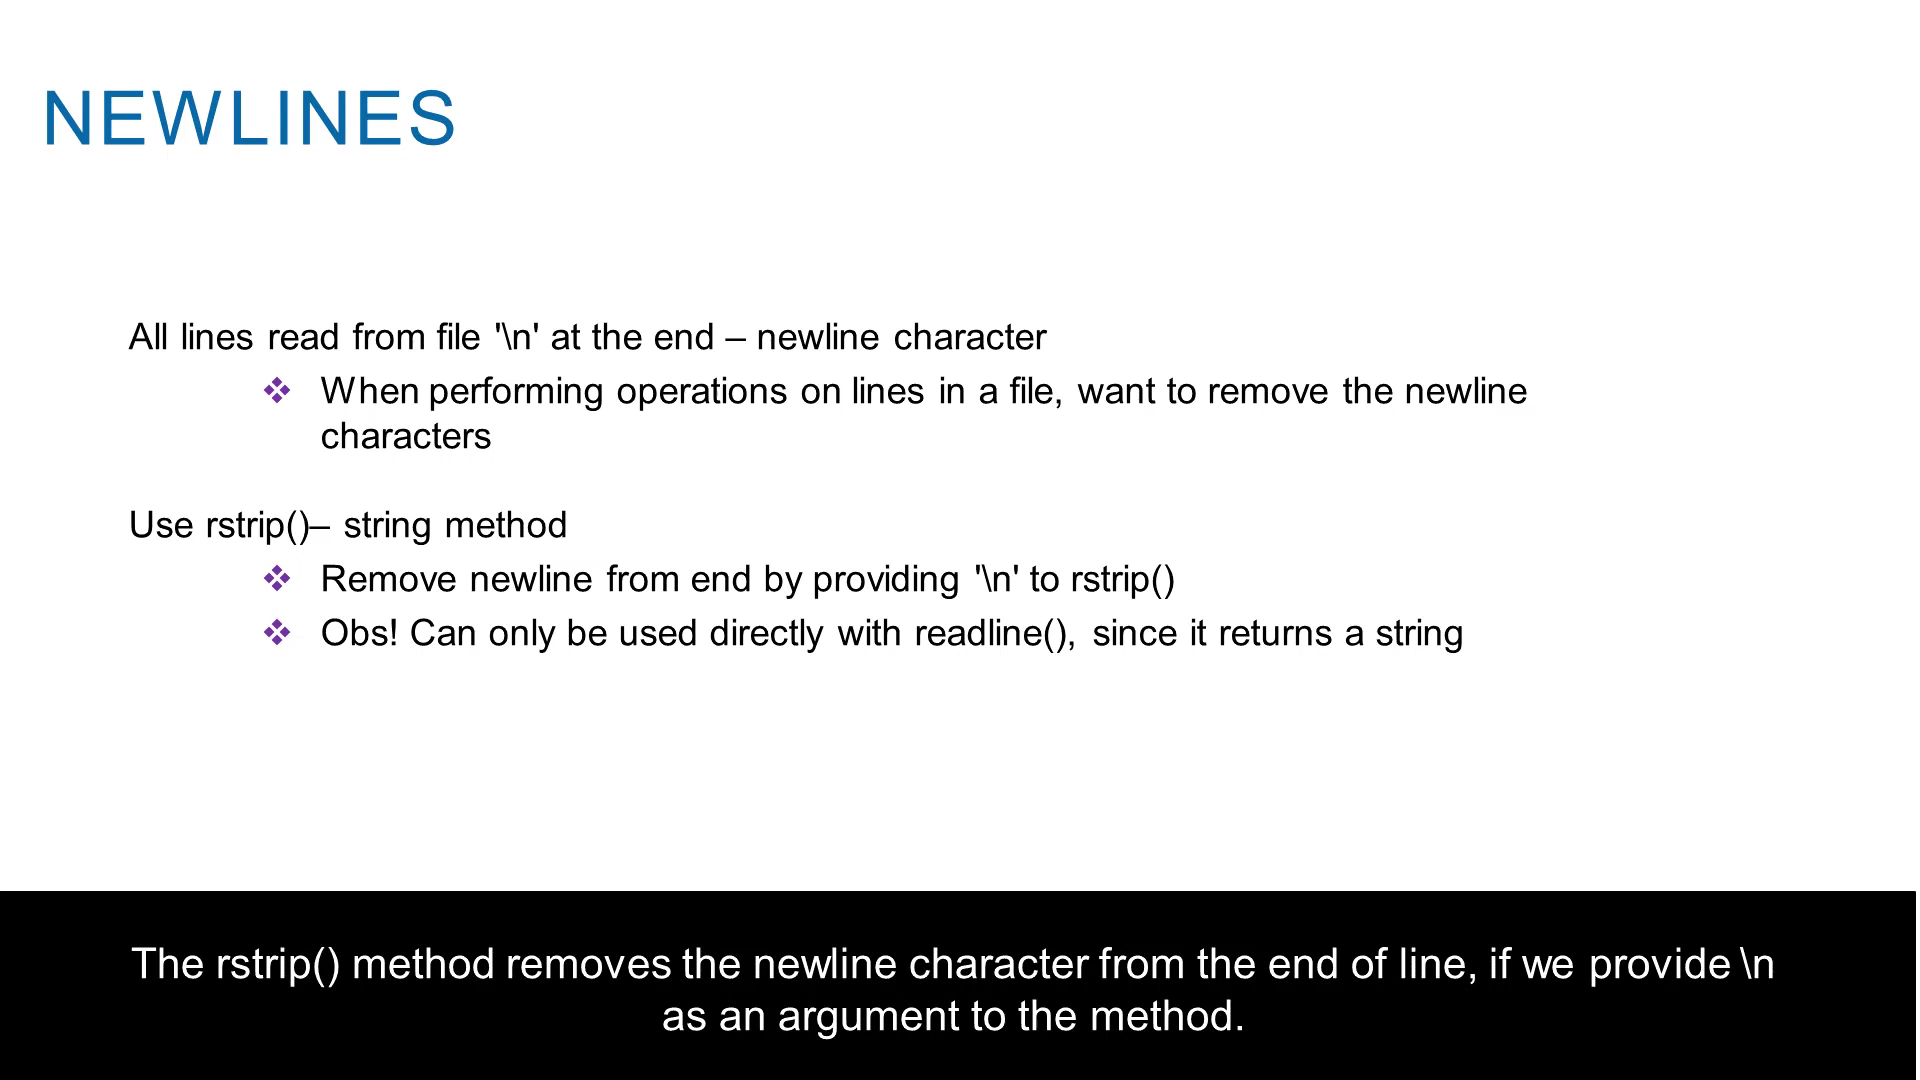 NEWLINES
All lines read from file '\n' at the end – newline character
❖ When performing operations on lines in a file, want to remove the newline
characters
Use rstrip()– string method
❖ Remove newline from end by providing '\n' to rstrip()
❖ Obs! Can only be used directly with readline(), since it returns a string
The rstrip() method removes the newline character from the end of line, if we provide \n
as an argument to the method.